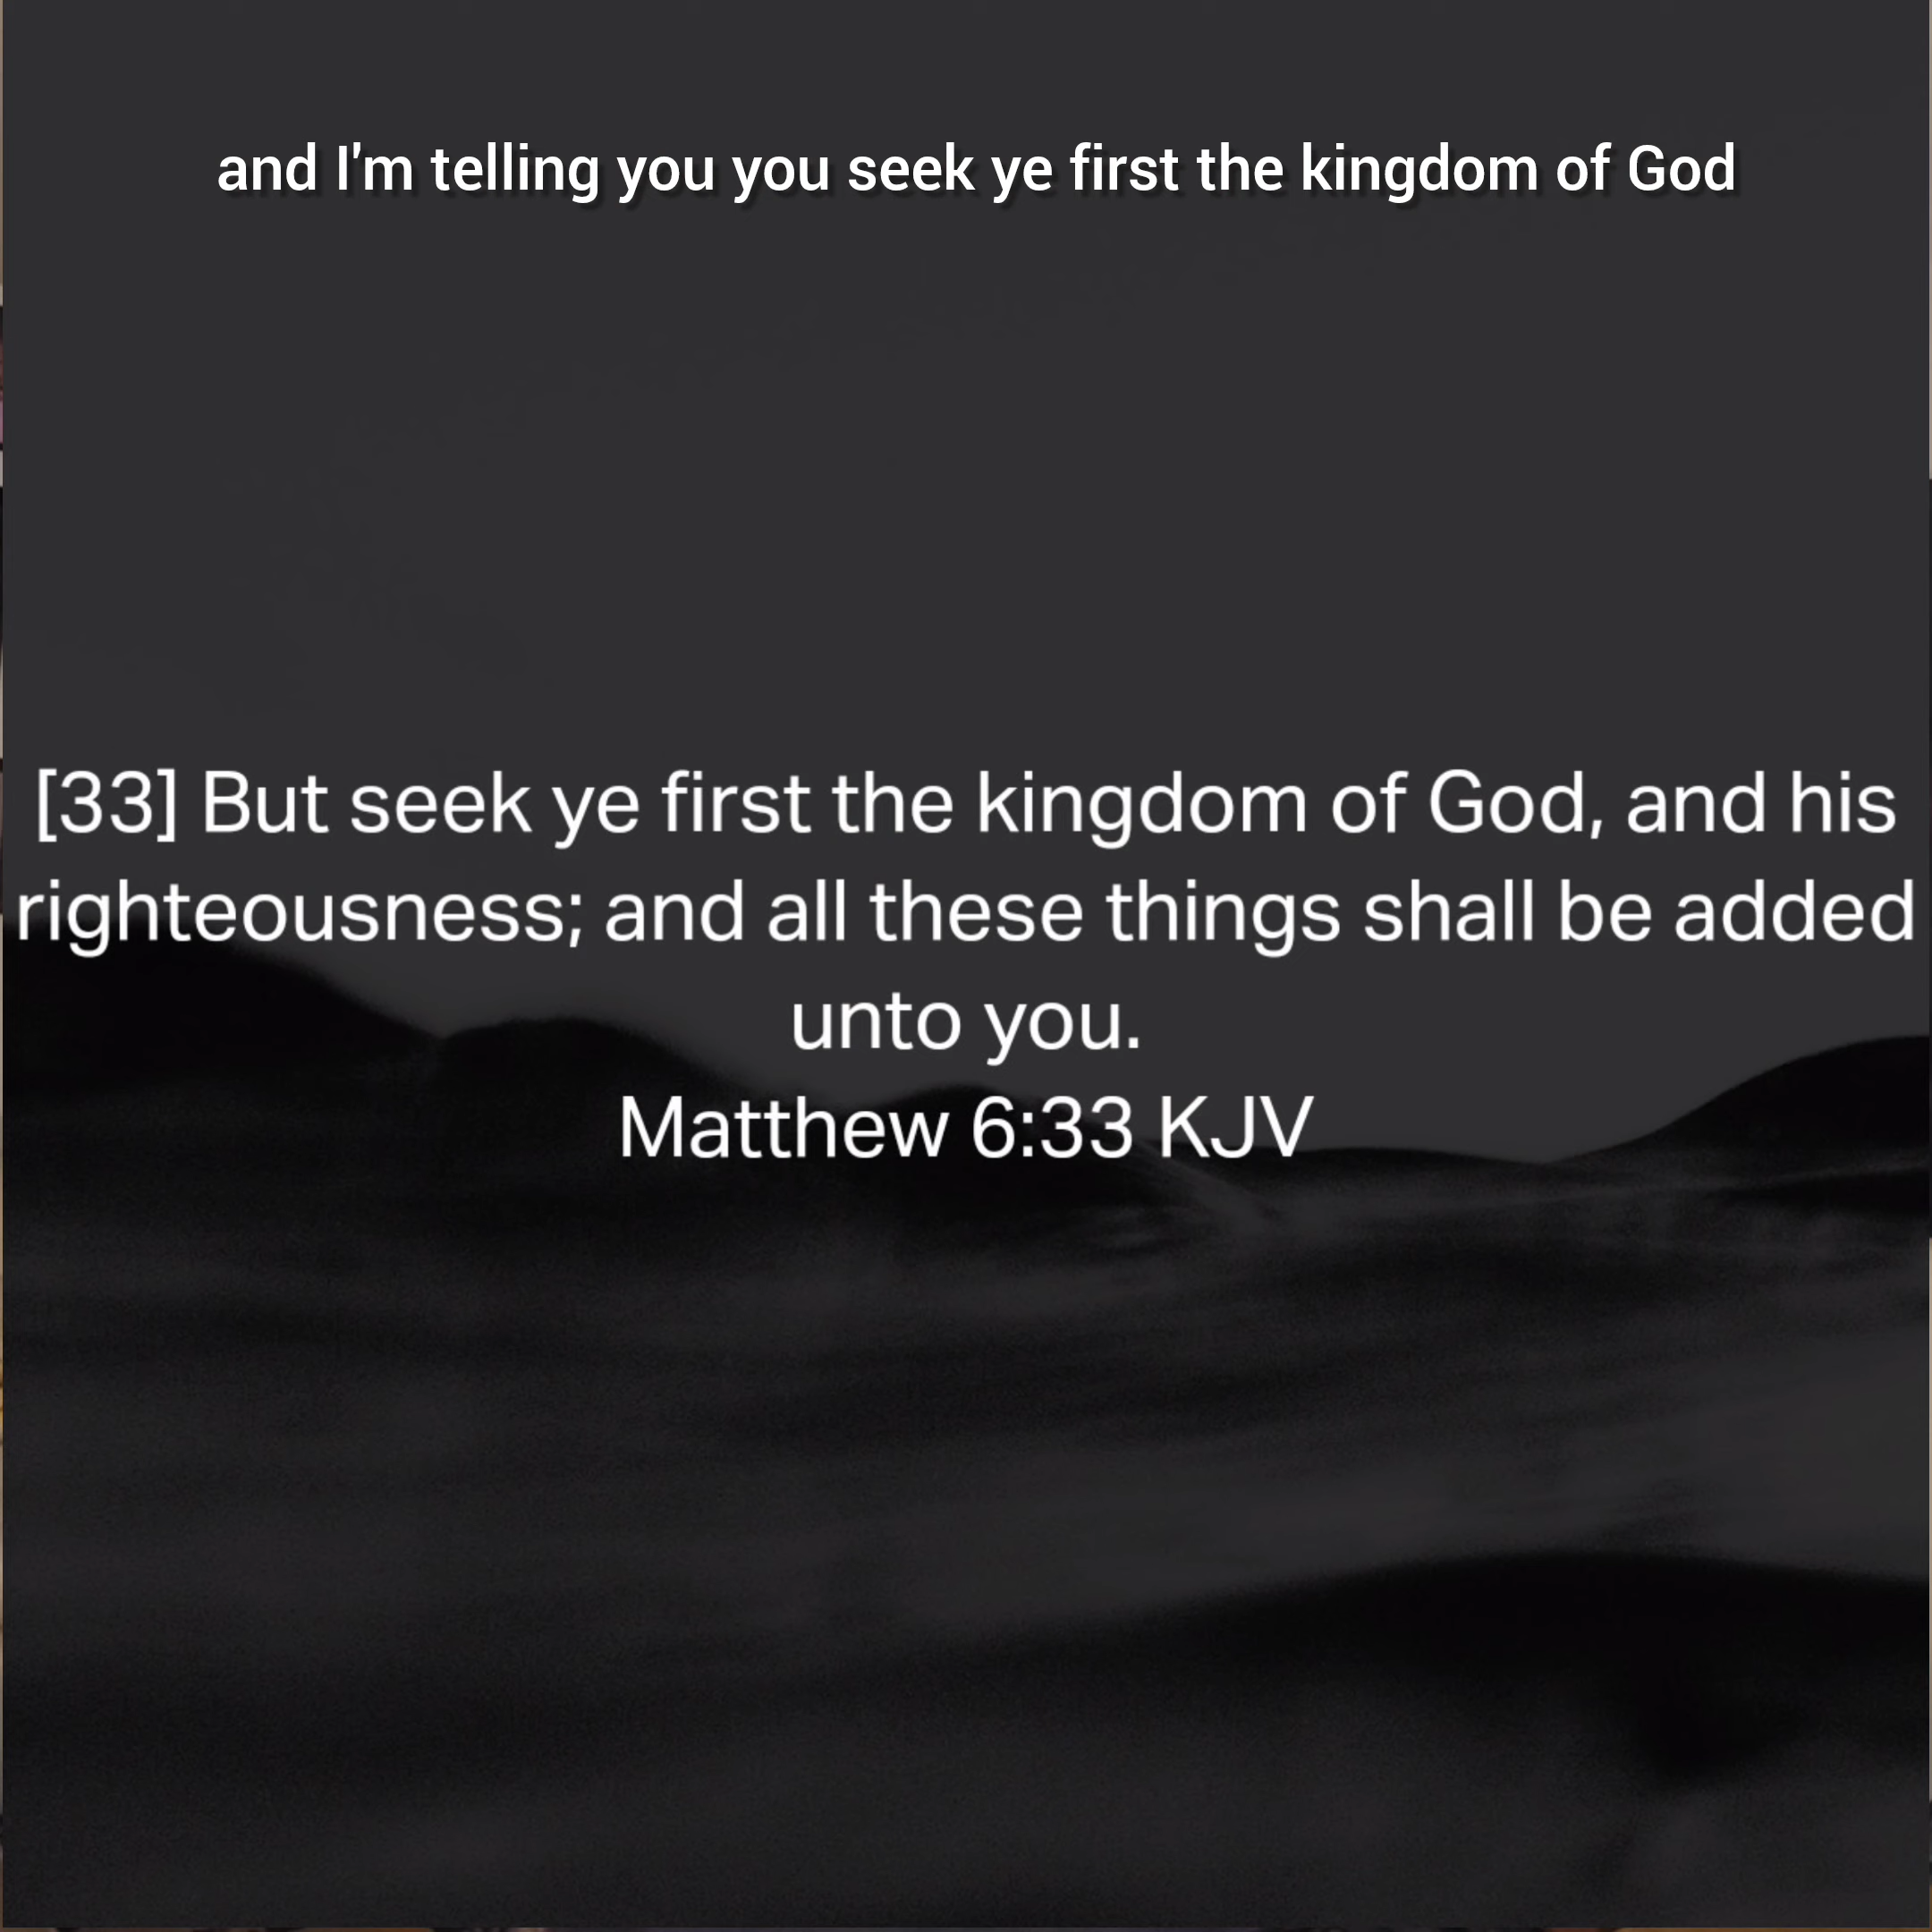 and I'm telling you you seek ye first the kingdom of God
[33] But seek ye first the kingdom of God, and his
righteousness; and all these things shall be added
unto you.
Matthew 6:33 KJV